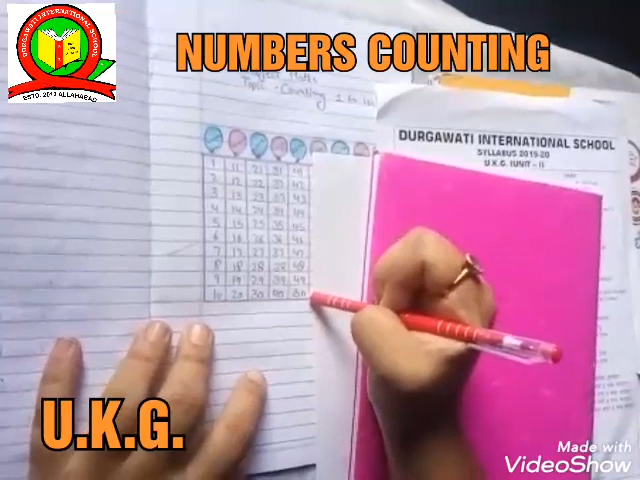 DURGAWATI INTERNATIONAL SCHOOL
ESTD. 2013 ALLAHABAD
NUMBERS COUNTING
Topic - Counting 1 to
DURGAWATI INTERNATIONAL SCHOOL
SYLLABUS 2019-20
U.K.G. (UNIT - II)
1 11 21 31 41
2 12 22 32 42
3 13 23 33 43
4 14 24 34 44
5 15 25 35 45
6 16 26 36 46
7 17 27 37 47
8 18 28 38 48
9 19 29 39 49
10 20 30 40 50
U.K.G.
Made with
VideoShow